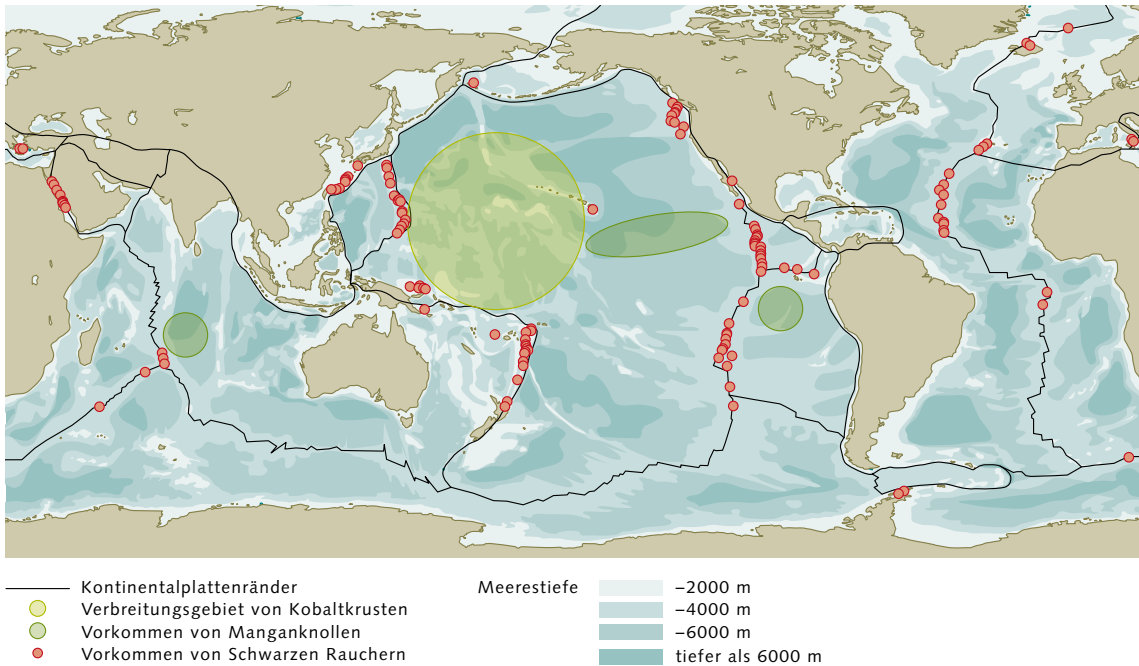 Kontinentalplattenränder
Verbreitungsgebiet von Kobaltkrusten
Vorkommen von Manganknollen
Vorkommen von Schwarzen Rauchern
Meerestiefe
–2000 m
–4000 m
–6000 m
tiefer als 6000 m